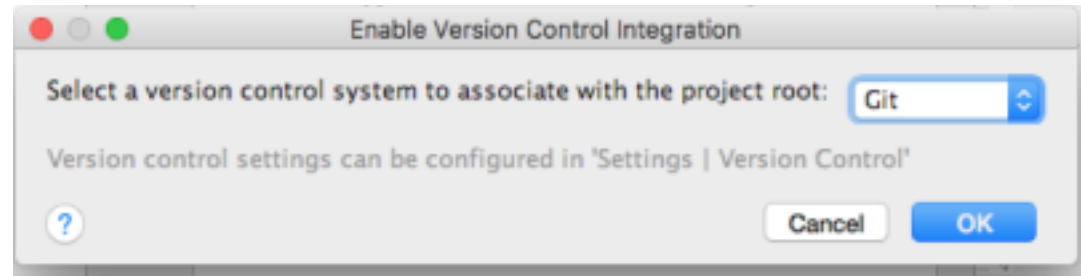 Enable Version Control Integration
Select a version control system to associate with the project root: Git
Version control settings can be configured in 'Settings | Version Control'
? Cancel OK